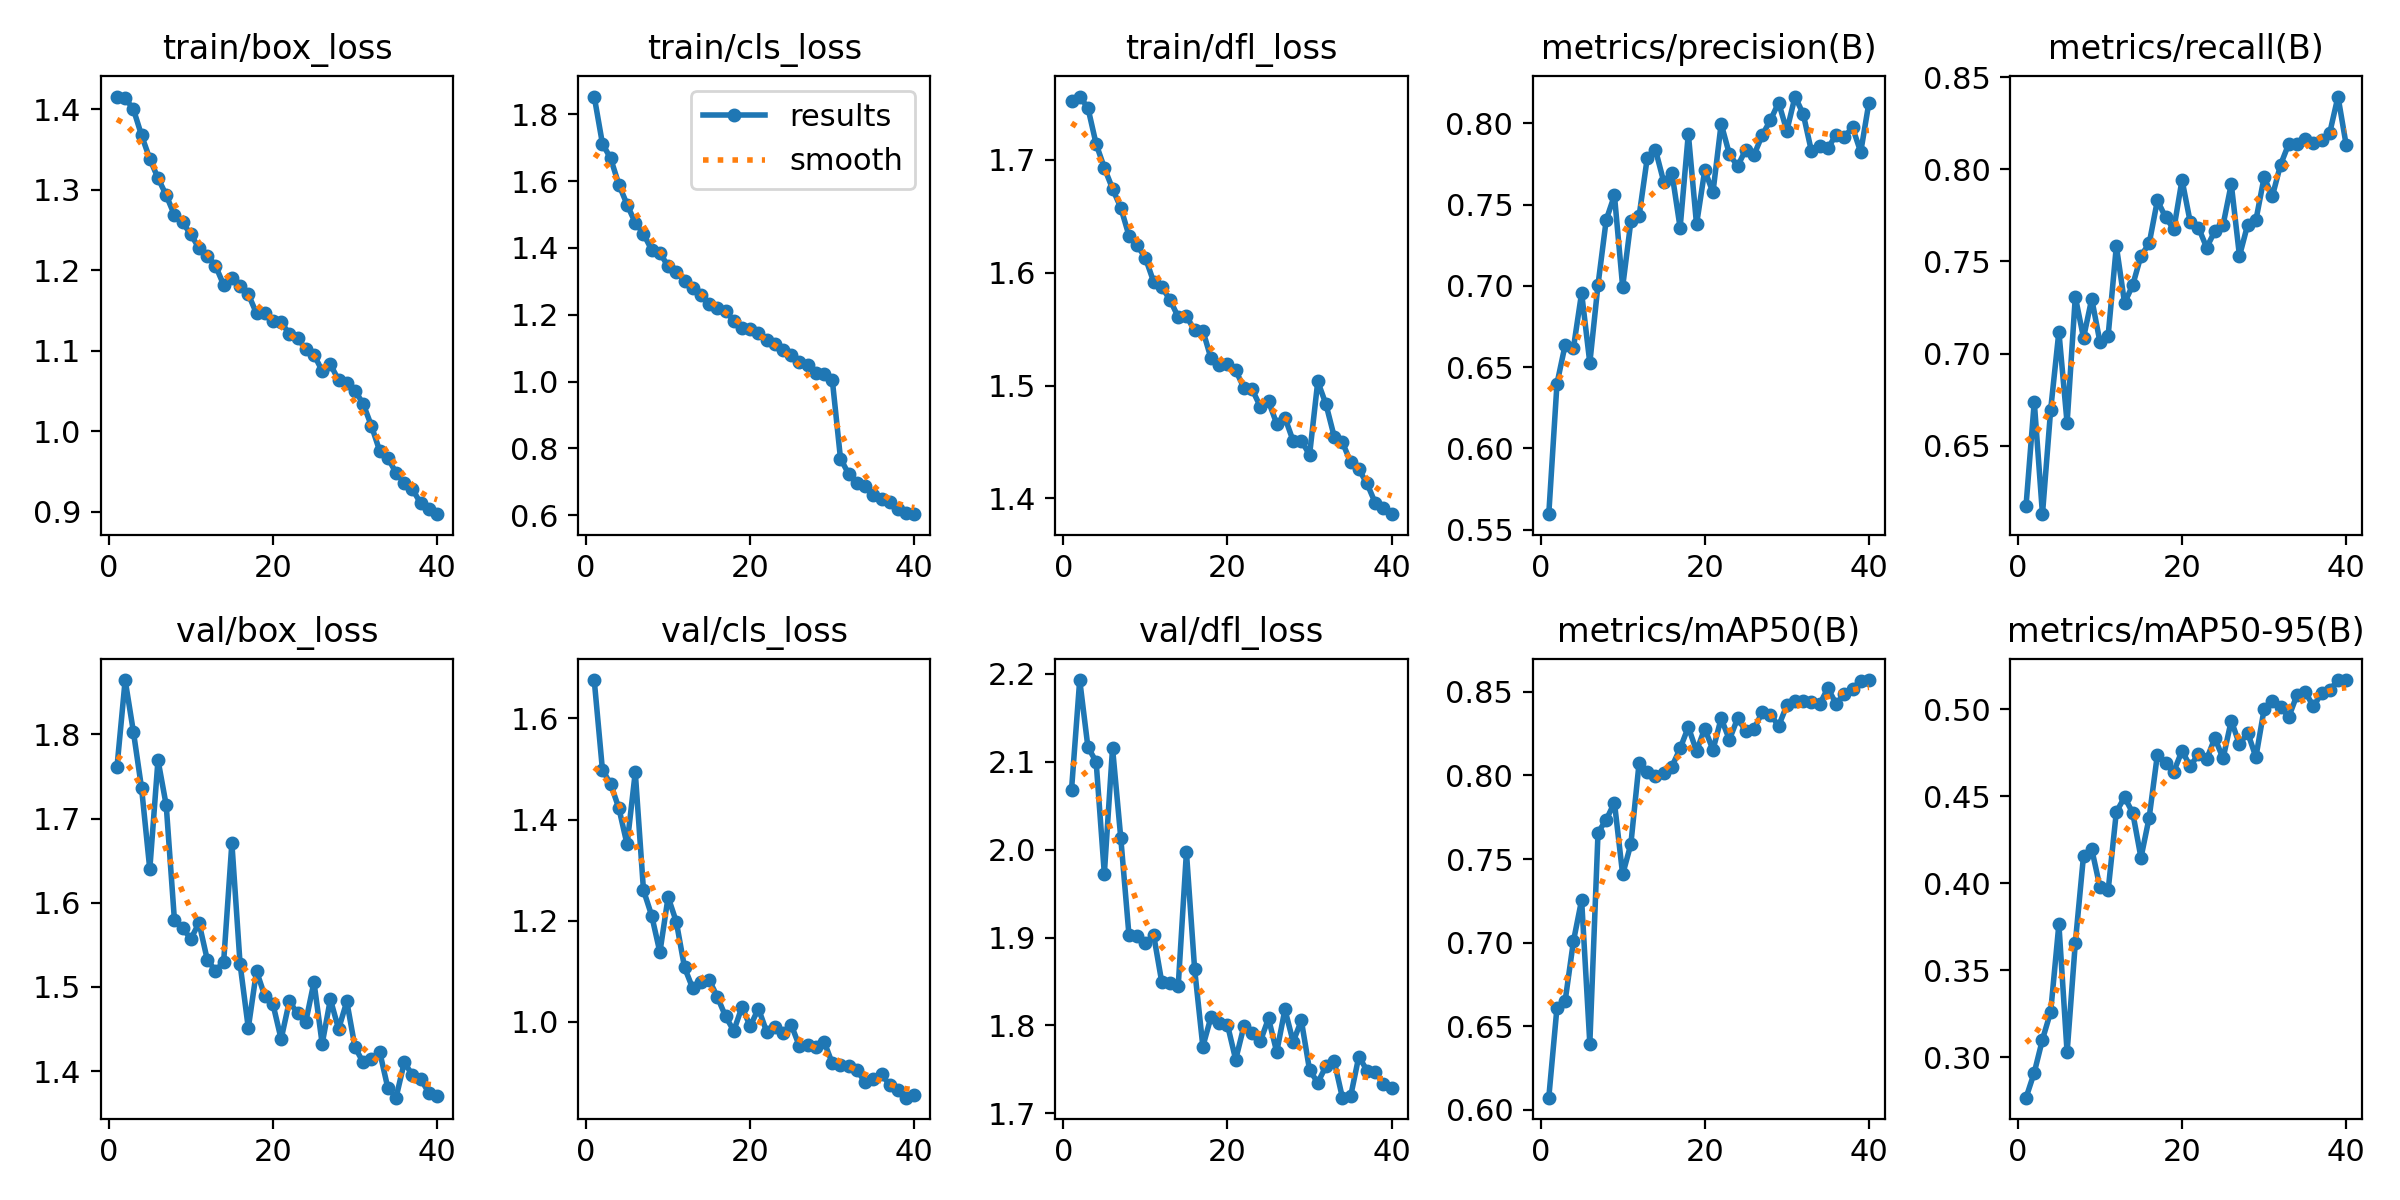 train/box_loss
1.4
1.3
1.2
1.1
1.0
0.9
0 20 40
train/cls_loss
results
smooth
1.8
1.6
1.4
1.2
1.0
0.8
0.6
0 20 40
train/dfl_loss
1.7
1.6
1.5
1.4
0 20 40
metrics/precision(B)
0.80
0.75
0.70
0.65
0.60
0.55
0 20 40
metrics/recall(B)
0.85
0.80
0.75
0.70
0.65
0 20 40
val/box_loss
1.8
1.7
1.6
1.5
1.4
0 20 40
val/cls_loss
1.6
1.4
1.2
1.0
0 20 40
val/dfl_loss
2.2
2.1
2.0
1.9
1.8
1.7
0 20 40
metrics/mAP50(B)
0.85
0.80
0.75
0.70
0.65
0.60
0 20 40
metrics/mAP50-95(B)
0.50
0.45
0.40
0.35
0.30
0 20 40